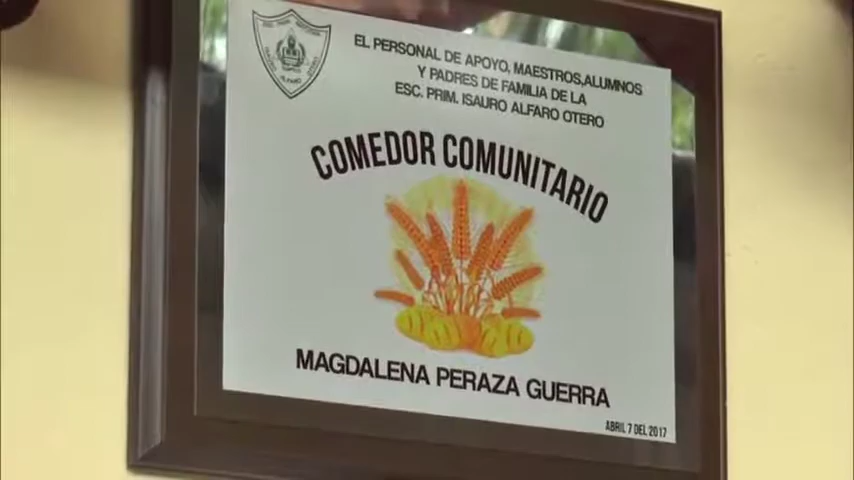 EL PERSONAL DE APOYO, MAESTROS, ALUMNOS
Y PADRES DE FAMILIA DE LA
ESC. PRIM. ISAURO ALFARO OTERO
COMEDOR COMUNITARIO
MAGDALENA PERAZA GUERRA
ABRIL 7 DEL 2017